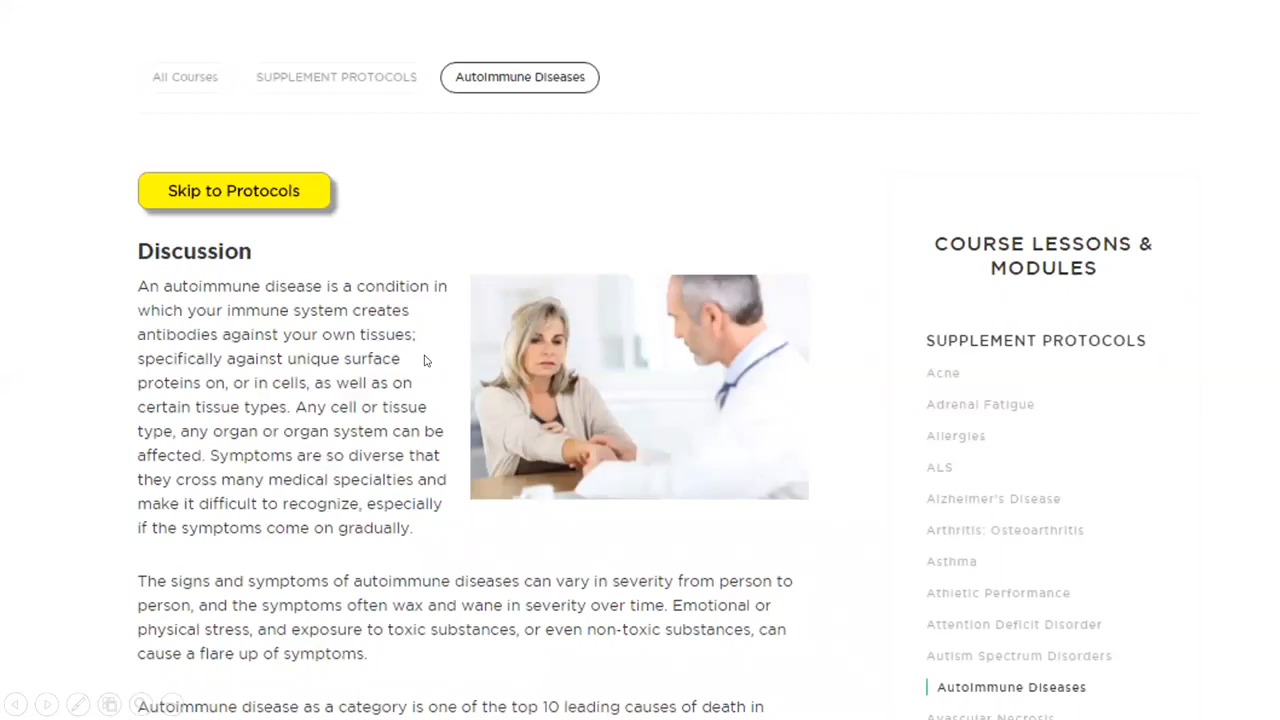 All Courses
SUPPLEMENT PROTOCOLS
Autoimmune Diseases
Skip to Protocols
Discussion
An autoimmune disease is a condition in
which your immune system creates
antibodies against your own tissues;
specifically against unique surface
proteins on, or in cells, as well as on
certain tissue types. Any cell or tissue
type, any organ or organ system can be
affected. Symptoms are so diverse that
they cross many medical specialties and
make it difficult to recognize, especially
if the symptoms come on gradually.
The signs and symptoms of autoimmune diseases can vary in severity from person to
person, and the symptoms often wax and wane in severity over time. Emotional or
physical stress, and exposure to toxic substances, or even non-toxic substances, can
cause a flare up of symptoms.
Autoimmune disease as a category is one of the top 10 leading causes of death in
COURSE LESSONS &
MODULES
SUPPLEMENT PROTOCOLS
Acne
Adrenal Fatigue
Allergies
ALS
Alzheimer's Disease
Arthritis: Osteoarthritis
Asthma
Athletic Performance
Attention Deficit Disorder
Autism Spectrum Disorders
Autoimmune Diseases
Avascular Necrosis